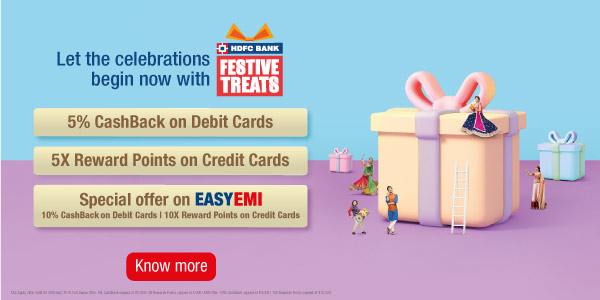 Let the celebrations
begin now with
HDFC BANK
FESTIVE
TREATS
5% CashBack on Debit Cards
5X Reward Points on Credit Cards
Special offer on EASYEMI
10% CashBack on Debit Cards | 10X Reward Points on Credit Cards
Know more